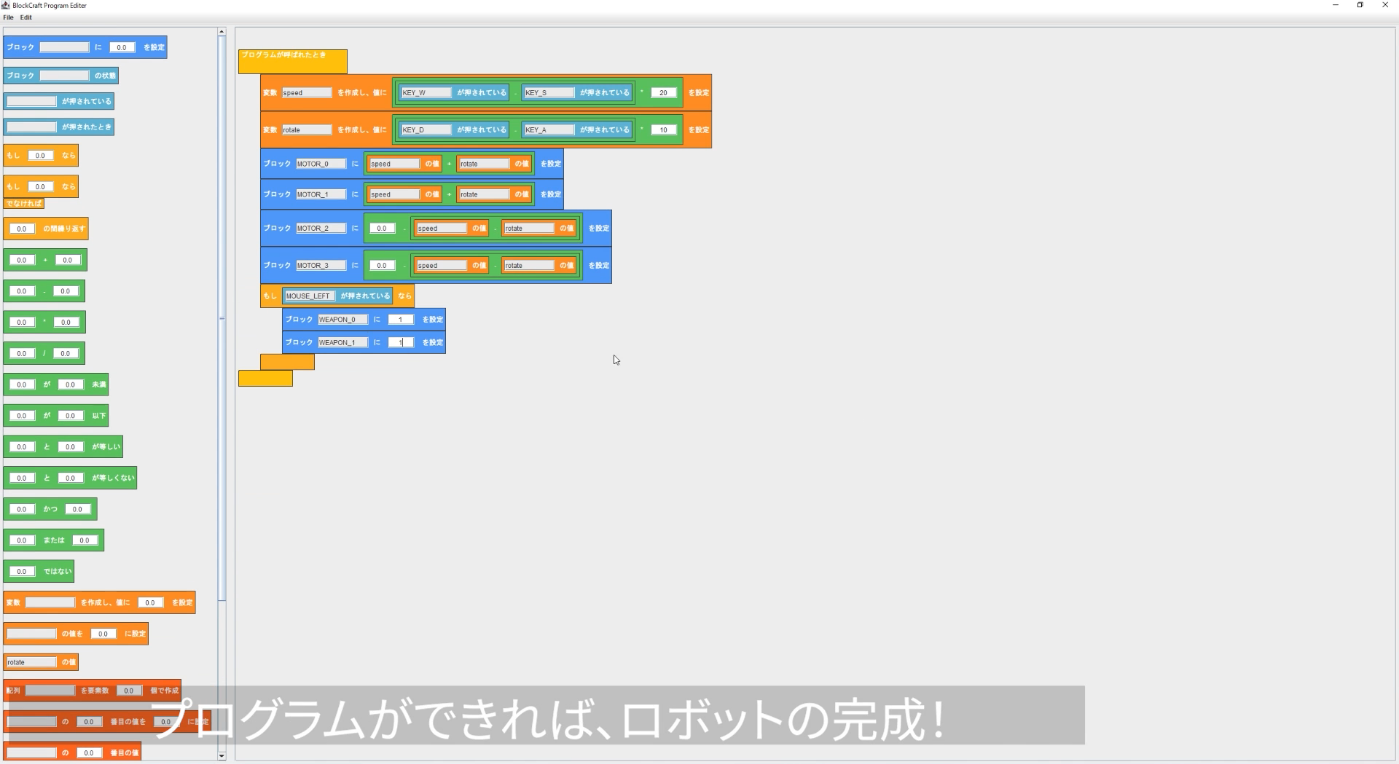 BlockCraft Program Editer
File Edit
ブロック に 0.0 を設定
ブロック の状態
が押されている
が押されたとき
もし 0.0 なら
もし 0.0 なら
でなければ
0.0 の間繰り返す
0.0 + 0.0
0.0 - 0.0
0.0 * 0.0
0.0 / 0.0
0.0 が 0.0 未満
0.0 が 0.0 以下
0.0 と 0.0 が等しい
0.0 と 0.0 が等しくない
0.0 かつ 0.0
0.0 または 0.0
0.0 ではない
変数 を作成し、値に 0.0 を設定
の値を 0.0 に設定
rotate の値
配列 を要素数 0.0 個で作成
の 0.0 番目の値を 0.0 に設定
の 0.0 番目の値
プログラムが呼ばれたとき
変数 speed を作成し、値に KEY_W が押されている - KEY_S が押されている * 20 を設定
変数 rotate を作成し、値に KEY_D が押されている - KEY_A が押されている * 10 を設定
ブロック MOTOR_0 に speed の値 + rotate の値 を設定
ブロック MOTOR_1 に speed の値 + rotate の値 を設定
ブロック MOTOR_2 に 0.0 - speed の値 - rotate の値 を設定
ブロック MOTOR_3 に 0.0 - speed の値 - rotate の値 を設定
もし MOUSE_LEFT が押されている なら
ブロック WEAPON_0 に 1 を設定
ブロック WEAPON_1 に 1 を設定
プログラムができれば、ロボットの完成！